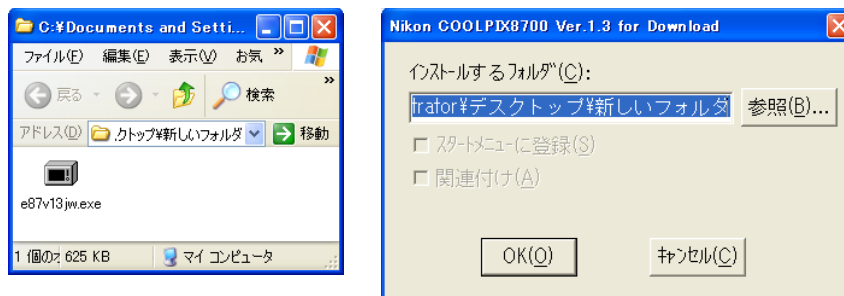 C:¥Documents and Setti...
ファイル(F) 編集(E) 表示(V) お気 »
戻る 検索 »
アドレス(D) クトップ¥新しいフォルダ 移動
e87v13jw.exe
1 個のオ 625 KB マイ コンピュータ
Nikon COOLPIX8700 Ver.1.3 for Download
インストールするフォルダ(C):
trator¥デスクトップ¥新しいフォルダ 参照(B)...
スタートメニューに登録(S)
関連付け(A)
OK(O) キャンセル(C)